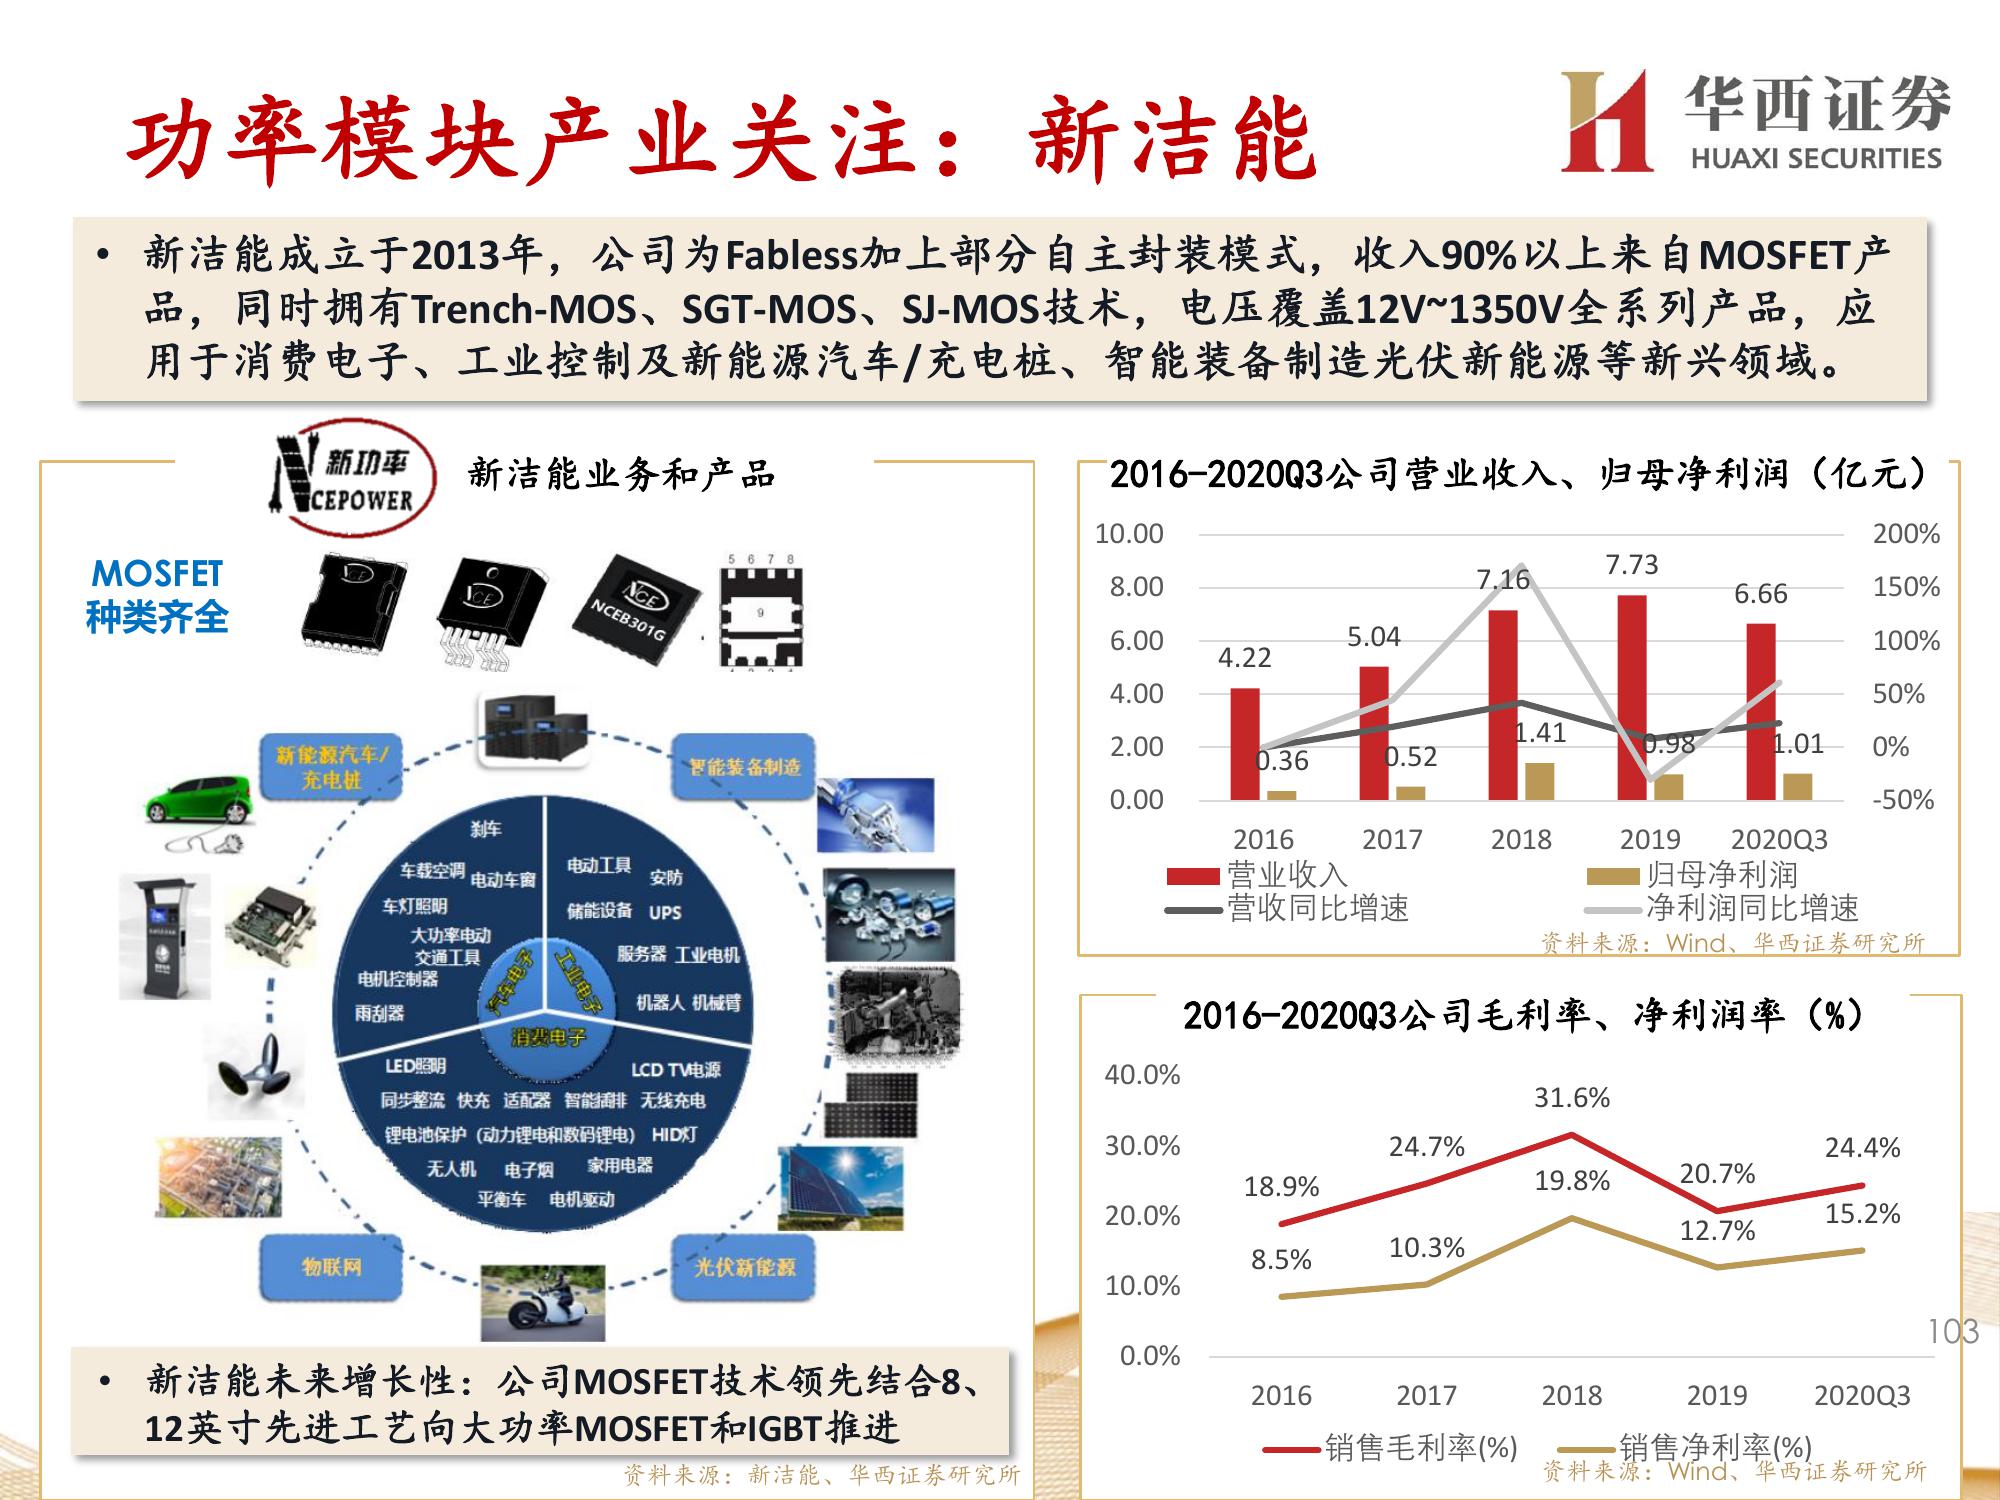 功率模块产业关注：新洁能
华西证券
HUAXI SECURITIES
• 新洁能成立于2013年，公司为Fabless加上部分自主封装模式，收入90%以上来自MOSFET产
品，同时拥有Trench-MOS、SGT-MOS、SJ-MOS技术，电压覆盖12V~1350V全系列产品，应
用于消费电子、工业控制及新能源汽车/充电桩、智能装备制造光伏新能源等新兴领域。
新功率
NCEPOWER
新洁能业务和产品
MOSFET
种类齐全
NCE
NCE
NCE
NCEB301G
5 6 7 8
9
新能源汽车/
充电桩
智能装备制造
刹车
车载空调
电动车窗
车灯照明
大功率电动
交通工具
电机控制器
雨刮器
电动工具
安防
储能设备 UPS
服务器 工业电机
机器人 机械臂
汽车电子
工业电子
消费电子
LED照明
LCD TV电源
同步整流 快充 适配器 智能插排 无线充电
锂电池保护（动力锂电和数码锂电） HID灯
无人机 电子烟 家用电器
平衡车 电机驱动
物联网
光伏新能源
• 新洁能未来增长性：公司MOSFET技术领先结合8、
12英寸先进工艺向大功率MOSFET和IGBT推进
资料来源：新洁能、华西证券研究所
2016-2020Q3公司营业收入、归母净利润（亿元）
10.00
8.00
6.00
4.00
2.00
0.00
200%
150%
100%
50%
0%
-50%
4.22
5.04
7.16
7.73
6.66
0.36
0.52
1.41
0.98
1.01
2016 2017 2018 2019 2020Q3
营业收入 归母净利润
营收同比增速 净利润同比增速
资料来源：Wind、华西证券研究所
2016-2020Q3公司毛利率、净利润率（%）
40.0%
30.0%
20.0%
10.0%
0.0%
18.9%
24.7%
31.6%
20.7%
24.4%
8.5%
10.3%
19.8%
12.7%
15.2%
2016 2017 2018 2019 2020Q3
销售毛利率(%) 销售净利率(%)
资料来源：Wind、华西证券研究所
103